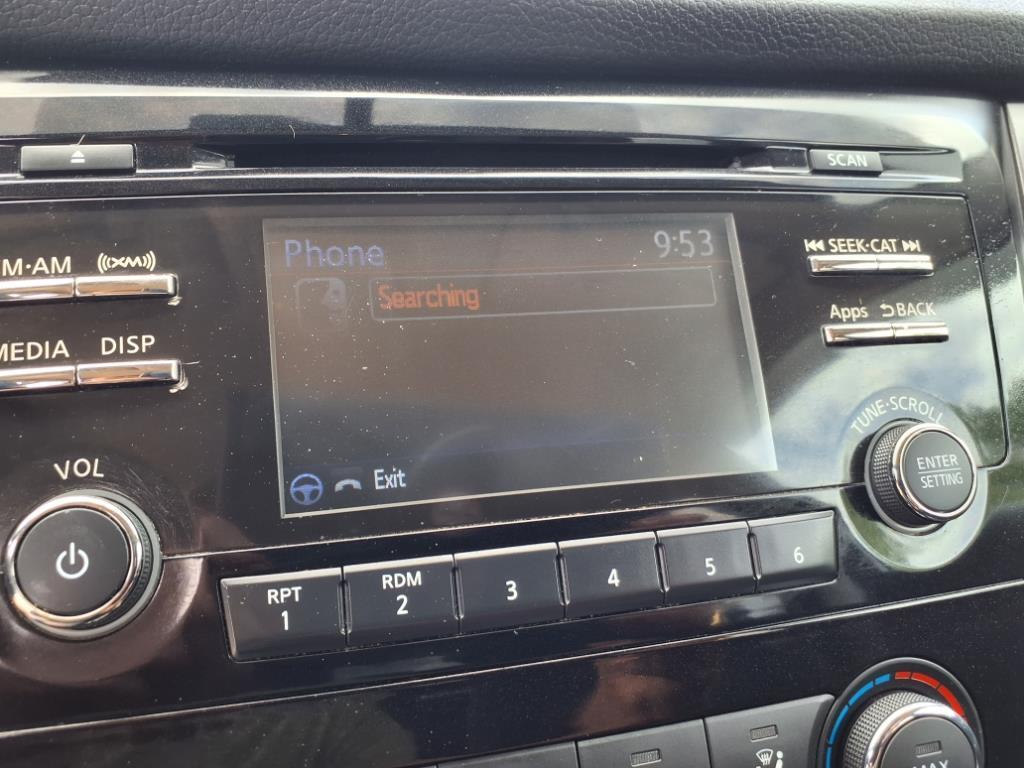 SCAN
M·AM
((XM))
Phone
9:53
SEEK·CAT
Searching
Apps
BACK
MEDIA
DISP
TUNE·SCROLL
VOL
ENTER
SETTING
Exit
RPT
1
RDM
2
3
4
5
6
MAX